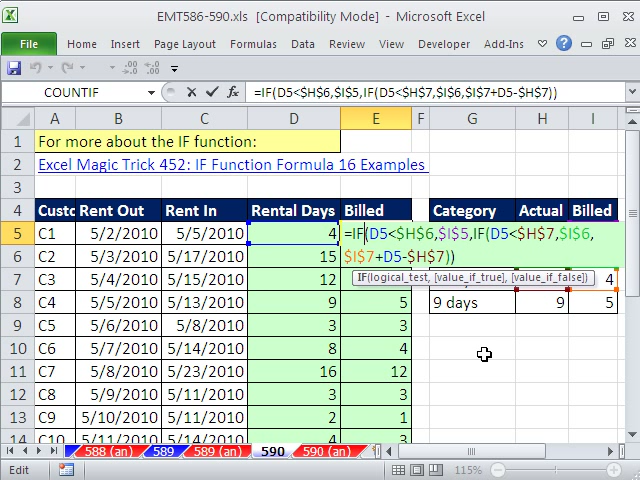 EMT586-590.xls [Compatibility Mode] - Microsoft Excel
File Home Insert Page Layout Formulas Data Review View Developer Add-Ins
COUNTIF fx =IF(D5<$H$6,$I$5,IF(D5<$H$7,$I$6,$I$7+D5-$H$7))
A B C D E F G H I
1 For more about the IF function:
2 Excel Magic Trick 452: IF Function Formula 16 Examples
3
4 Custo Rent Out Rent In Rental Days Billed Category Actual Billed
5 C1 5/2/2010 5/5/2010 4 =IF(D5<$H$6,$I$5,IF(D5<$H$7,$I$6,
6 C2 5/3/2010 5/17/2010 15 $I$7+D5-$H$7))
IF(logical_test, [value_if_true], [value_if_false])
7 C3 5/4/2010 5/15/2010 12 4
8 C4 5/5/2010 5/13/2010 9 5 9 days 9 5
9 C5 5/6/2010 5/8/2010 3 3
10 C6 5/7/2010 5/14/2010 8 4
11 C7 5/8/2010 5/23/2010 16 12
12 C8 5/9/2010 5/11/2010 3 3
13 C9 5/10/2010 5/11/2010 2 1
14 C10 5/11/2010 5/14/2010 4 3
588 (an) 589 589 (an) 590 590 (an)
Edit 115%